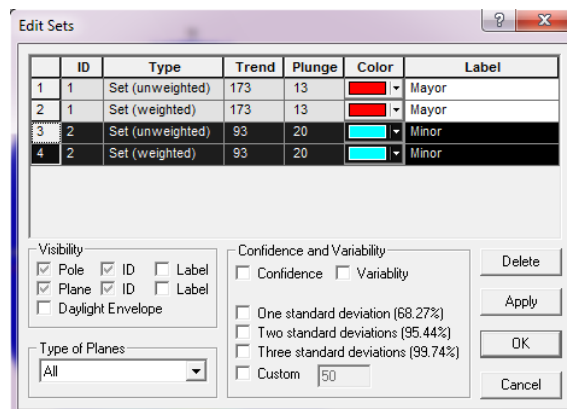 Edit Sets
ID Type Trend Plunge Color Label
1 1 Set (unweighted) 173 13 Mayor
2 1 Set (weighted) 173 13 Mayor
3 2 Set (unweighted) 93 20 Minor
4 2 Set (weighted) 93 20 Minor
Visibility
Pole ID Label
Plane ID Label
Daylight Envelope
Type of Planes
All
Confidence and Variability
Confidence Variablity
One standard deviation (68.27%)
Two standard deviations (95.44%)
Three standard deviations (99.74%)
Custom 50
Delete
Apply
OK
Cancel